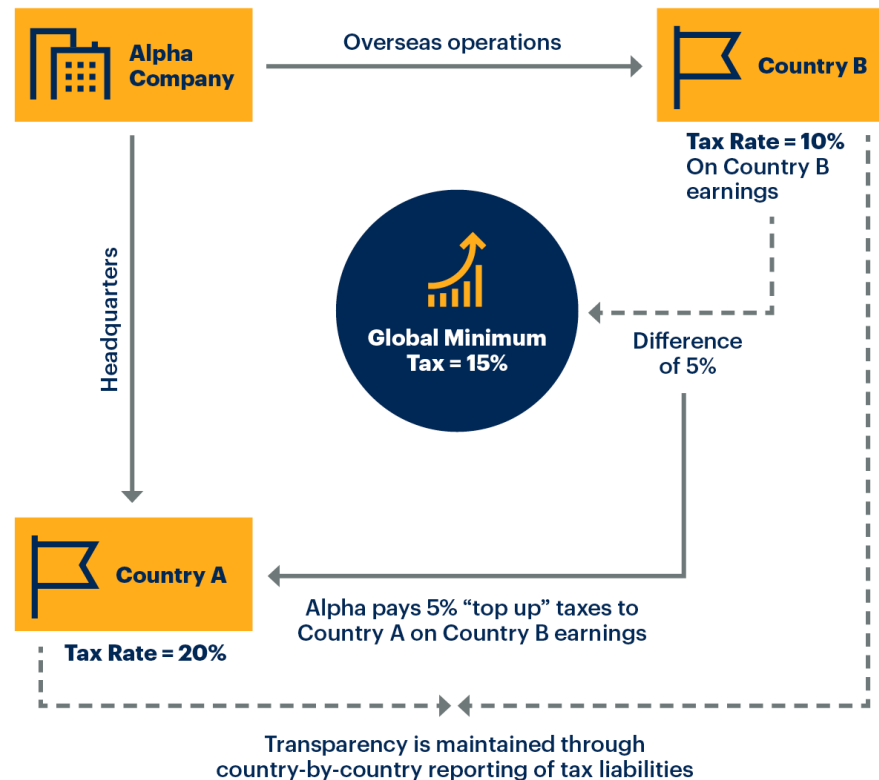 Alpha
Company
Overseas operations
Country B
Tax Rate = 10%
On Country B
earnings
Headquarters
Global Minimum
Tax = 15%
Difference
of 5%
Country A
Alpha pays 5% “top up” taxes to
Country A on Country B earnings
Tax Rate = 20%
Transparency is maintained through
country-by-country reporting of tax liabilities